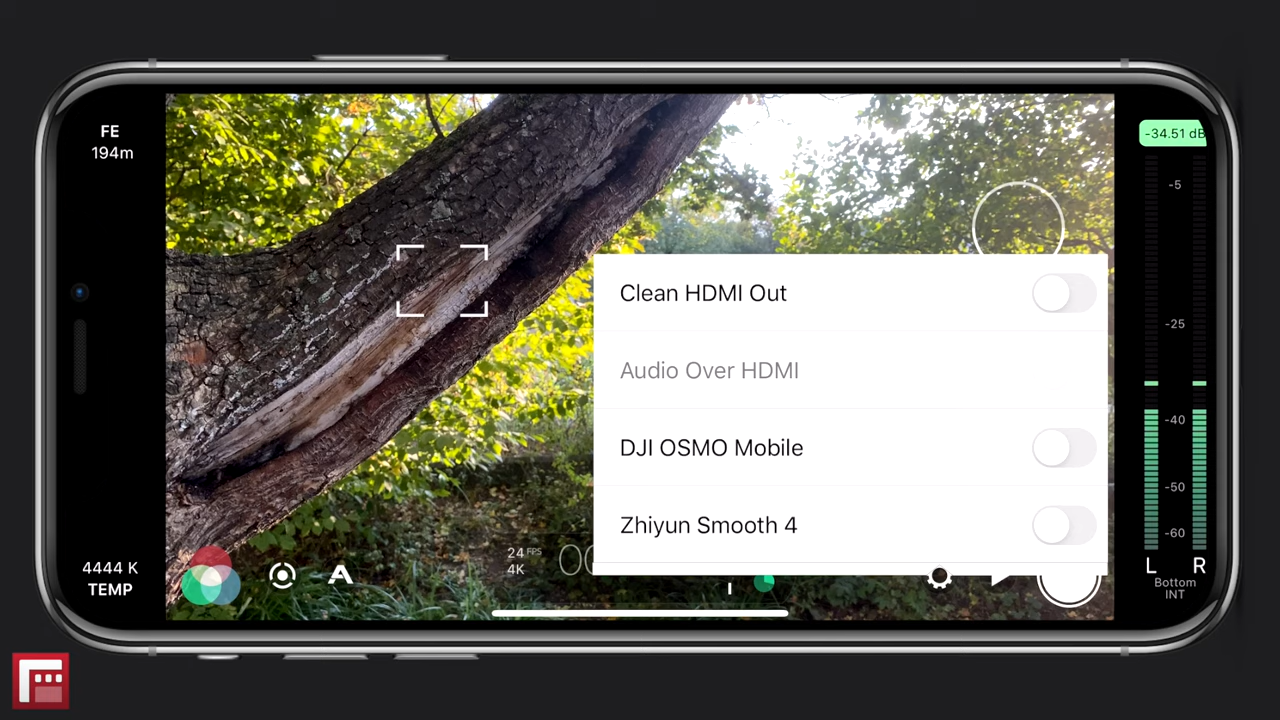 FE
194m
4444 K
TEMP
24 FPS
4K
Clean HDMI Out
Audio Over HDMI
DJI OSMO Mobile
Zhiyun Smooth 4
-34.51 dB
-5
-25
-40
-50
-60
L R
Bottom
INT